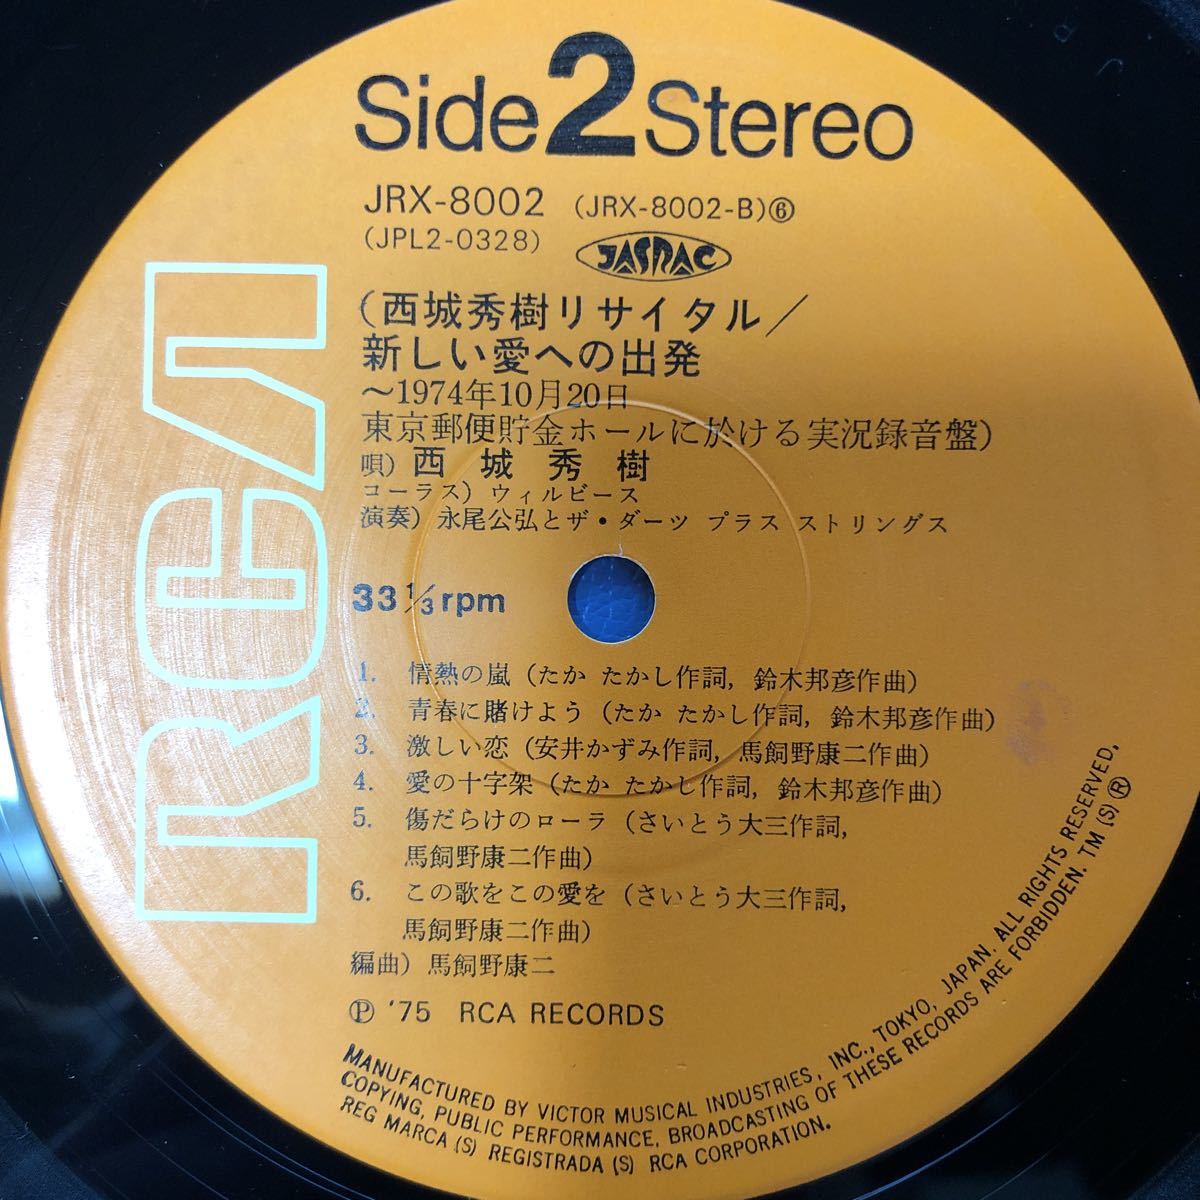 Side 2 Stereo
JRX-8002 (JRX-8002-B)⑥
(JPL2-0328)
JASRAC
(西城秀樹リサイタル/
新しい愛への出発
～1974年10月20日
東京郵便貯金ホールに於ける実況録音盤)
唄) 西城秀樹
コーラス) ウィルビース
演奏) 永尾公弘とザ・ダーツ プラス ストリングス
RCA
33 1/3 rpm
1. 情熱の嵐 (たか たかし作詞, 鈴木邦彦作曲)
2. 青春に賭けよう (たか たかし作詞, 鈴木邦彦作曲)
3. 激しい恋 (安井かずみ作詞, 馬飼野康二作曲)
4. 愛の十字架 (たか たかし作詞, 鈴木邦彦作曲)
5. 傷だらけのローラ (さいとう大三作詞,
馬飼野康二作曲)
6. この歌をこの愛を (さいとう大三作詞,
馬飼野康二作曲)
編曲) 馬飼野康二
Ⓟ '75 RCA RECORDS
MANUFACTURED BY VICTOR MUSICAL INDUSTRIES, INC., TOKYO, JAPAN. ALL RIGHTS RESERVED.
COPYING, PUBLIC PERFORMANCE, BROADCASTING OF THESE RECORDS ARE FORBIDDEN. TM (S) ®
REG MARCA (S) REGISTRADA (S) RCA CORPORATION.